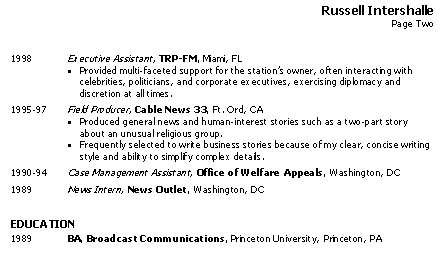 Russell Intershalle
Page Two
1998 Executive Assistant, TRP-FM, Miami, FL
• Provided multi-faceted support for the station's owner, often interacting with
celebrities, politicians, and corporate executives, exercising diplomacy and
discretion at all times.
1995-97 Field Producer, Cable News 33, Ft. Ord, CA
• Produced general news and human-interest stories such as a two-part story
about an unusual religious group.
• Frequently selected to write business stories because of my clear, concise writing
style and ability to simplify complex details.
1990-94 Case Management Assistant, Office of Welfare Appeals, Washington, DC
1989 News Intern, News Outlet, Washington, DC
EDUCATION
1989 BA, Broadcast Communications, Princeton University, Princeton, PA